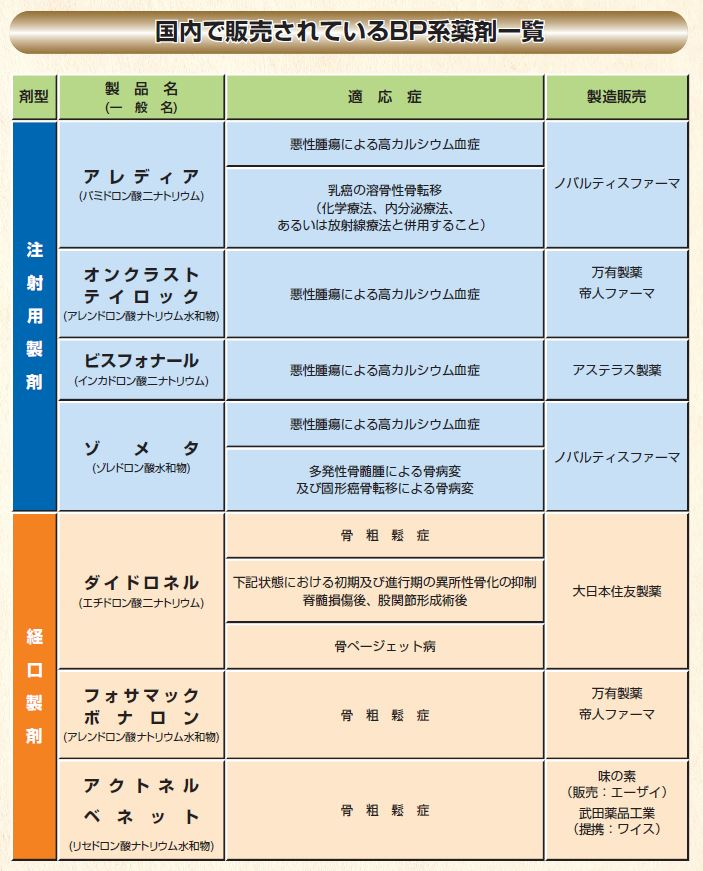 国内で販売されているBP系薬剤一覧
剤型
製品名
(一般名)
適応症
製造販売
注射用製剤
アレディア
(パミドロン酸二ナトリウム)
悪性腫瘍による高カルシウム血症
乳癌の溶骨性骨転移
(化学療法、内分泌療法、
あるいは放射線療法と併用すること)
ノバルティスファーマ
オンクラスト
テイロック
(アレンドロン酸ナトリウム水和物)
悪性腫瘍による高カルシウム血症
万有製薬
帝人ファーマ
ビスフォナール
(インカドロン酸二ナトリウム)
悪性腫瘍による高カルシウム血症
アステラス製薬
ゾメタ
(ゾレドロン酸水和物)
悪性腫瘍による高カルシウム血症
多発性骨髄腫による骨病変
及び固形癌骨転移による骨病変
ノバルティスファーマ
経口製剤
ダイドロネル
(エチドロン酸二ナトリウム)
骨粗鬆症
下記状態における初期及び進行期の異所性骨化の抑制
脊髄損傷後、股関節形成術後
骨ページェット病
大日本住友製薬
フォサマック
ボナロン
(アレンドロン酸ナトリウム水和物)
骨粗鬆症
万有製薬
帝人ファーマ
アクトネル
ベネット
(リセドロン酸ナトリウム水和物)
骨粗鬆症
味の素
(販売：エーザイ)
武田薬品工業
(提携：ワイス)